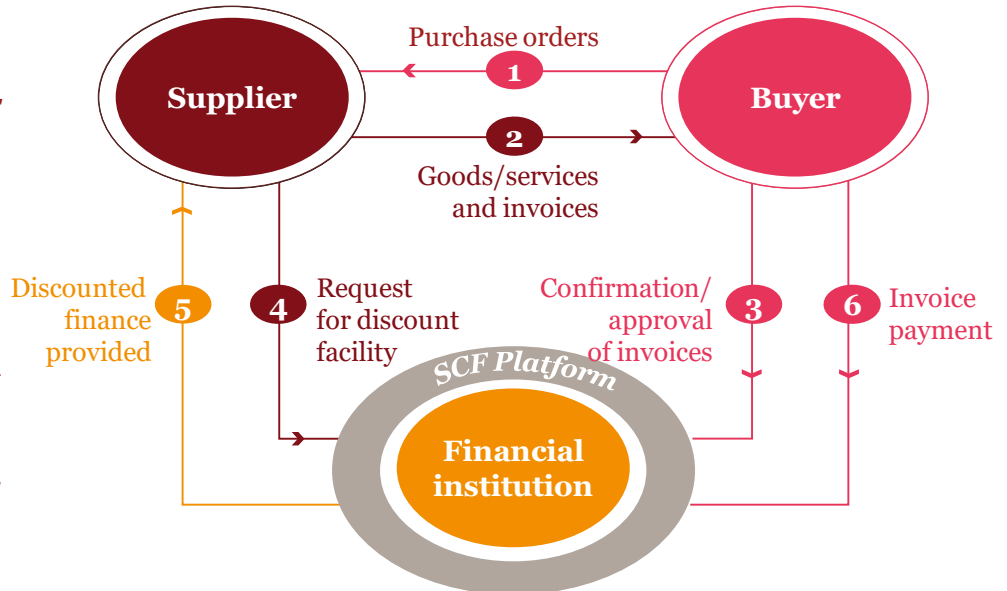 Purchase orders
1
Supplier
Buyer
2
Goods/services
and invoices
Discounted
finance
provided
5
4
Request
for discount
facility
Confirmation/
approval
of invoices
3
6
Invoice
payment
SCF Platform
Financial
institution